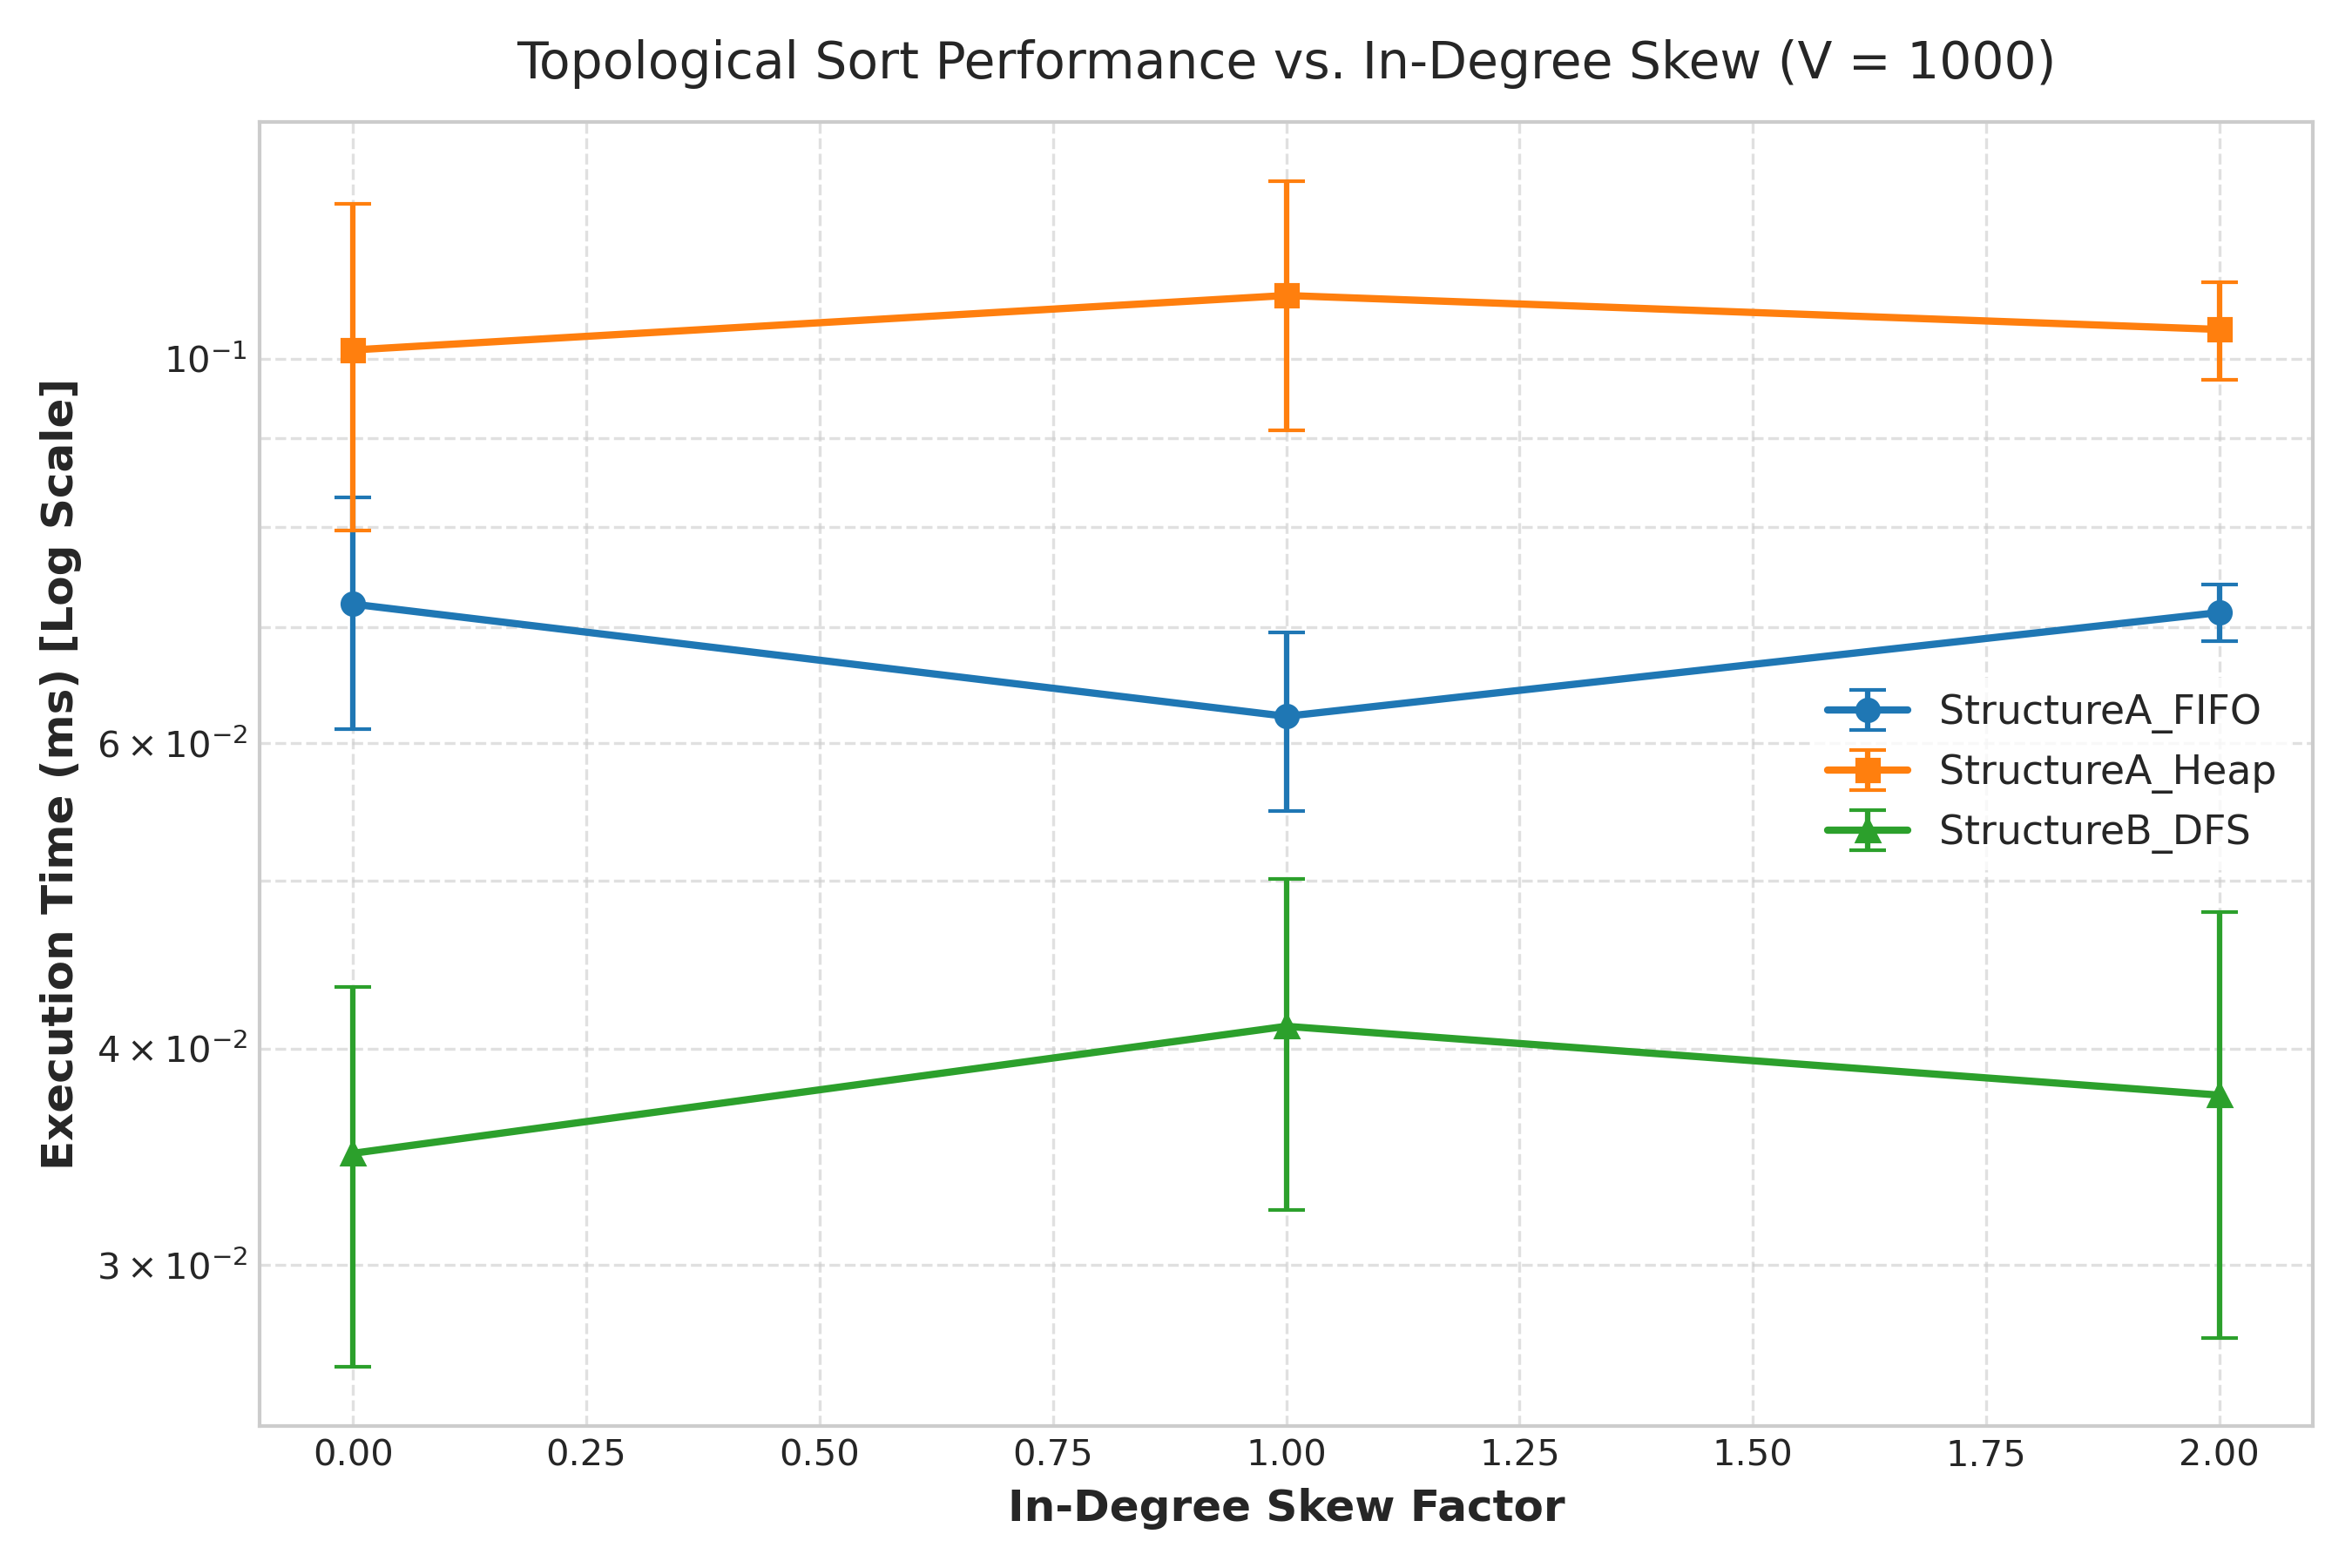 Topological Sort Performance vs. In-Degree Skew (V = 1000)
Execution Time (ms) [Log Scale]
10⁻¹
6 × 10⁻²
4 × 10⁻²
3 × 10⁻²
StructureA_FIFO
StructureA_Heap
StructureB_DFS
0.00 0.25 0.50 0.75 1.00 1.25 1.50 1.75 2.00
In-Degree Skew Factor